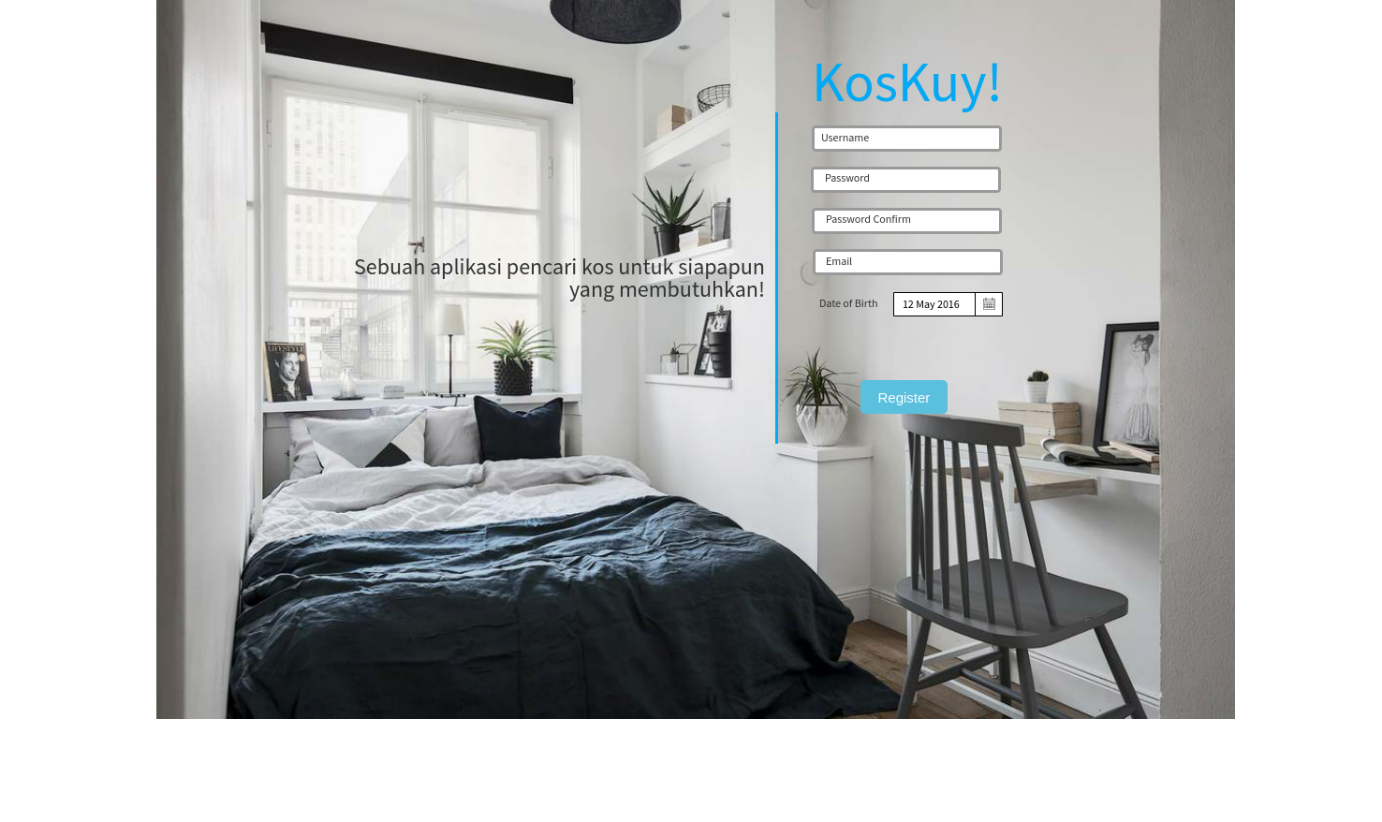 KosKuy!
Username
Password
Password Confirm
Sebuah aplikasi pencari kos untuk siapapun
yang membutuhkan!
Email
Date of Birth 12 May 2016
LIFESTYLE
Register